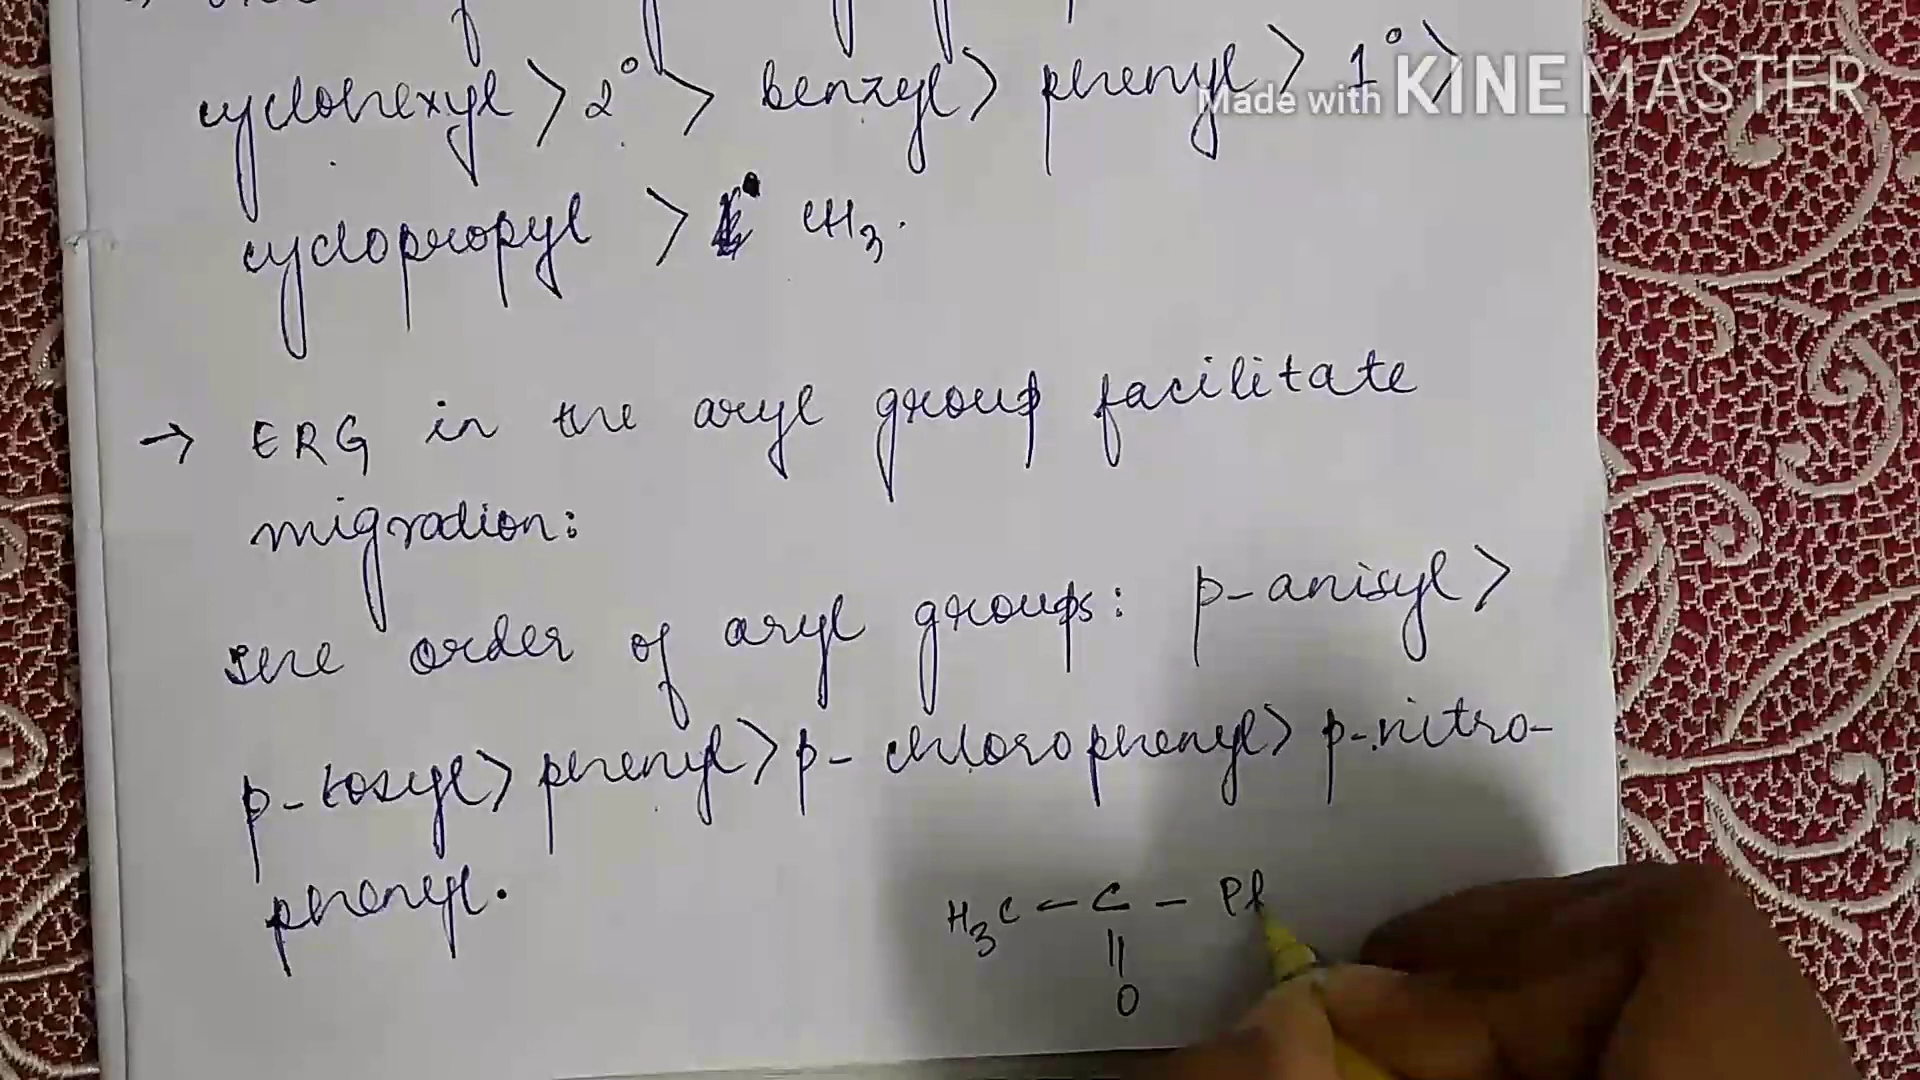 cyclohexyl > 2° > benzyl > phenyl > 1° >
Made with KINEMASTER
cyclopropyl > CH3.
→ ERG in the aryl group facilitate
migration:
The order of aryl groups: p-anisyl >
p-tosyl > phenyl > p-chlorophenyl > p-nitro-
phenyl.
H3C - C - Ph
||
O